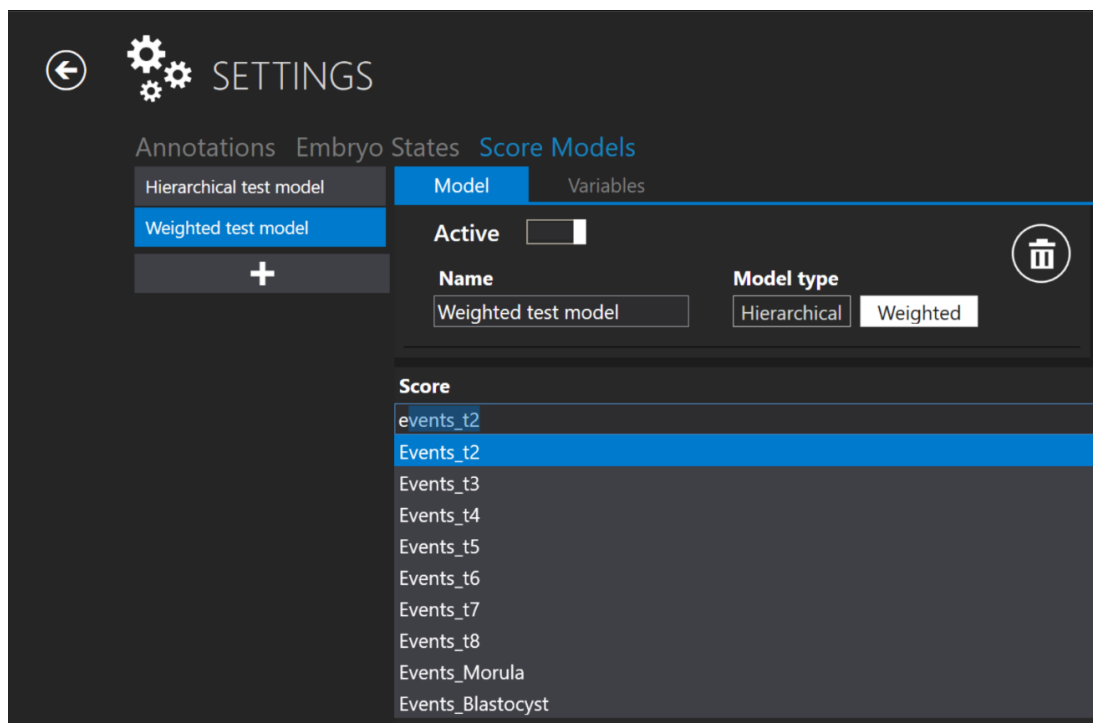 SETTINGS
Annotations Embryo States Score Models
Hierarchical test model
Weighted test model
Model Variables
Active
Name Model type
Weighted test model Hierarchical Weighted
Score
events_t2
Events_t2
Events_t3
Events_t4
Events_t5
Events_t6
Events_t7
Events_t8
Events_Morula
Events_Blastocyst